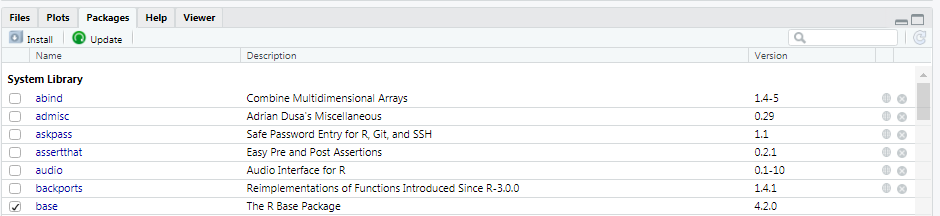 Files Plots Packages Help Viewer
Install Update
Name Description Version
System Library
abind Combine Multidimensional Arrays 1.4-5
admisc Adrian Dusa's Miscellaneous 0.29
askpass Safe Password Entry for R, Git, and SSH 1.1
assertthat Easy Pre and Post Assertions 0.2.1
audio Audio Interface for R 0.1-10
backports Reimplementations of Functions Introduced Since R-3.0.0 1.4.1
base The R Base Package 4.2.0